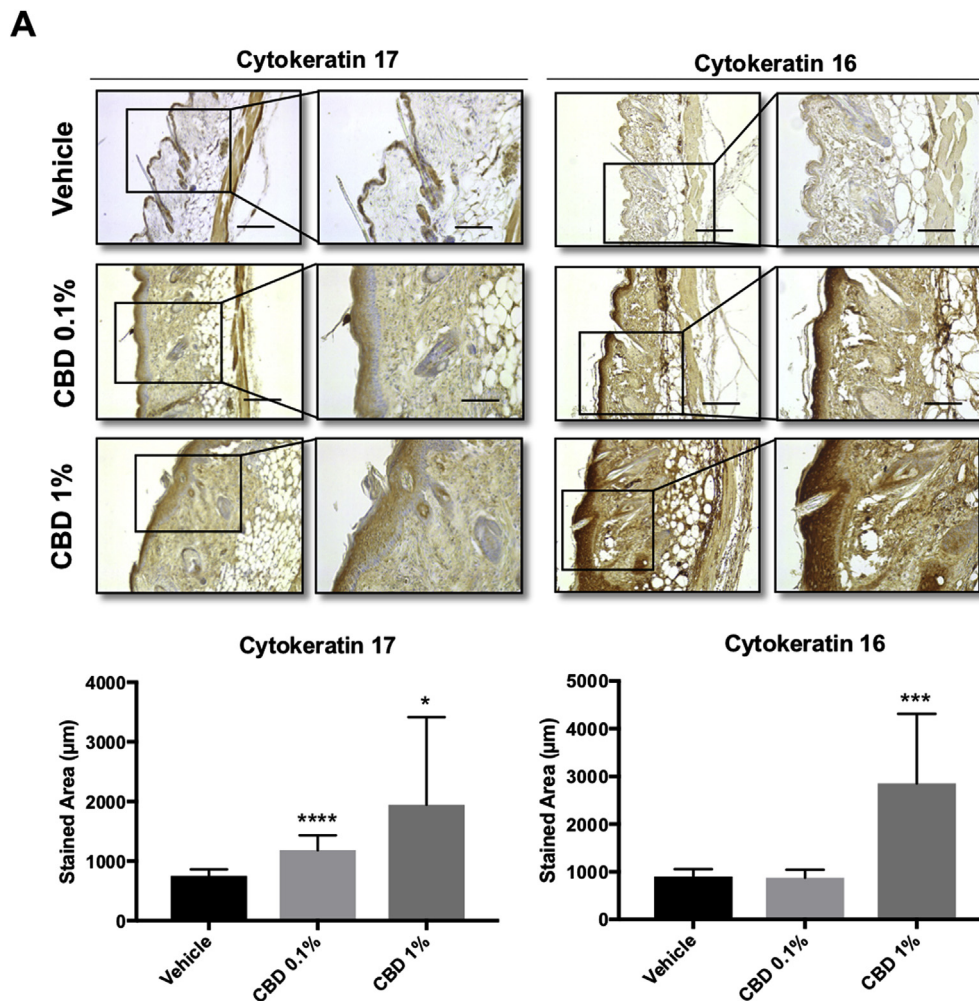 A
Cytokeratin 17
Cytokeratin 16
Vehicle
CBD 0.1%
CBD 1%
Cytokeratin 17
Stained Area (µm)
4000
3000
2000
1000
0
****
*
Vehicle
CBD 0.1%
CBD 1%
Cytokeratin 16
Stained Area (µm)
5000
4000
3000
2000
1000
0
***
Vehicle
CBD 0.1%
CBD 1%